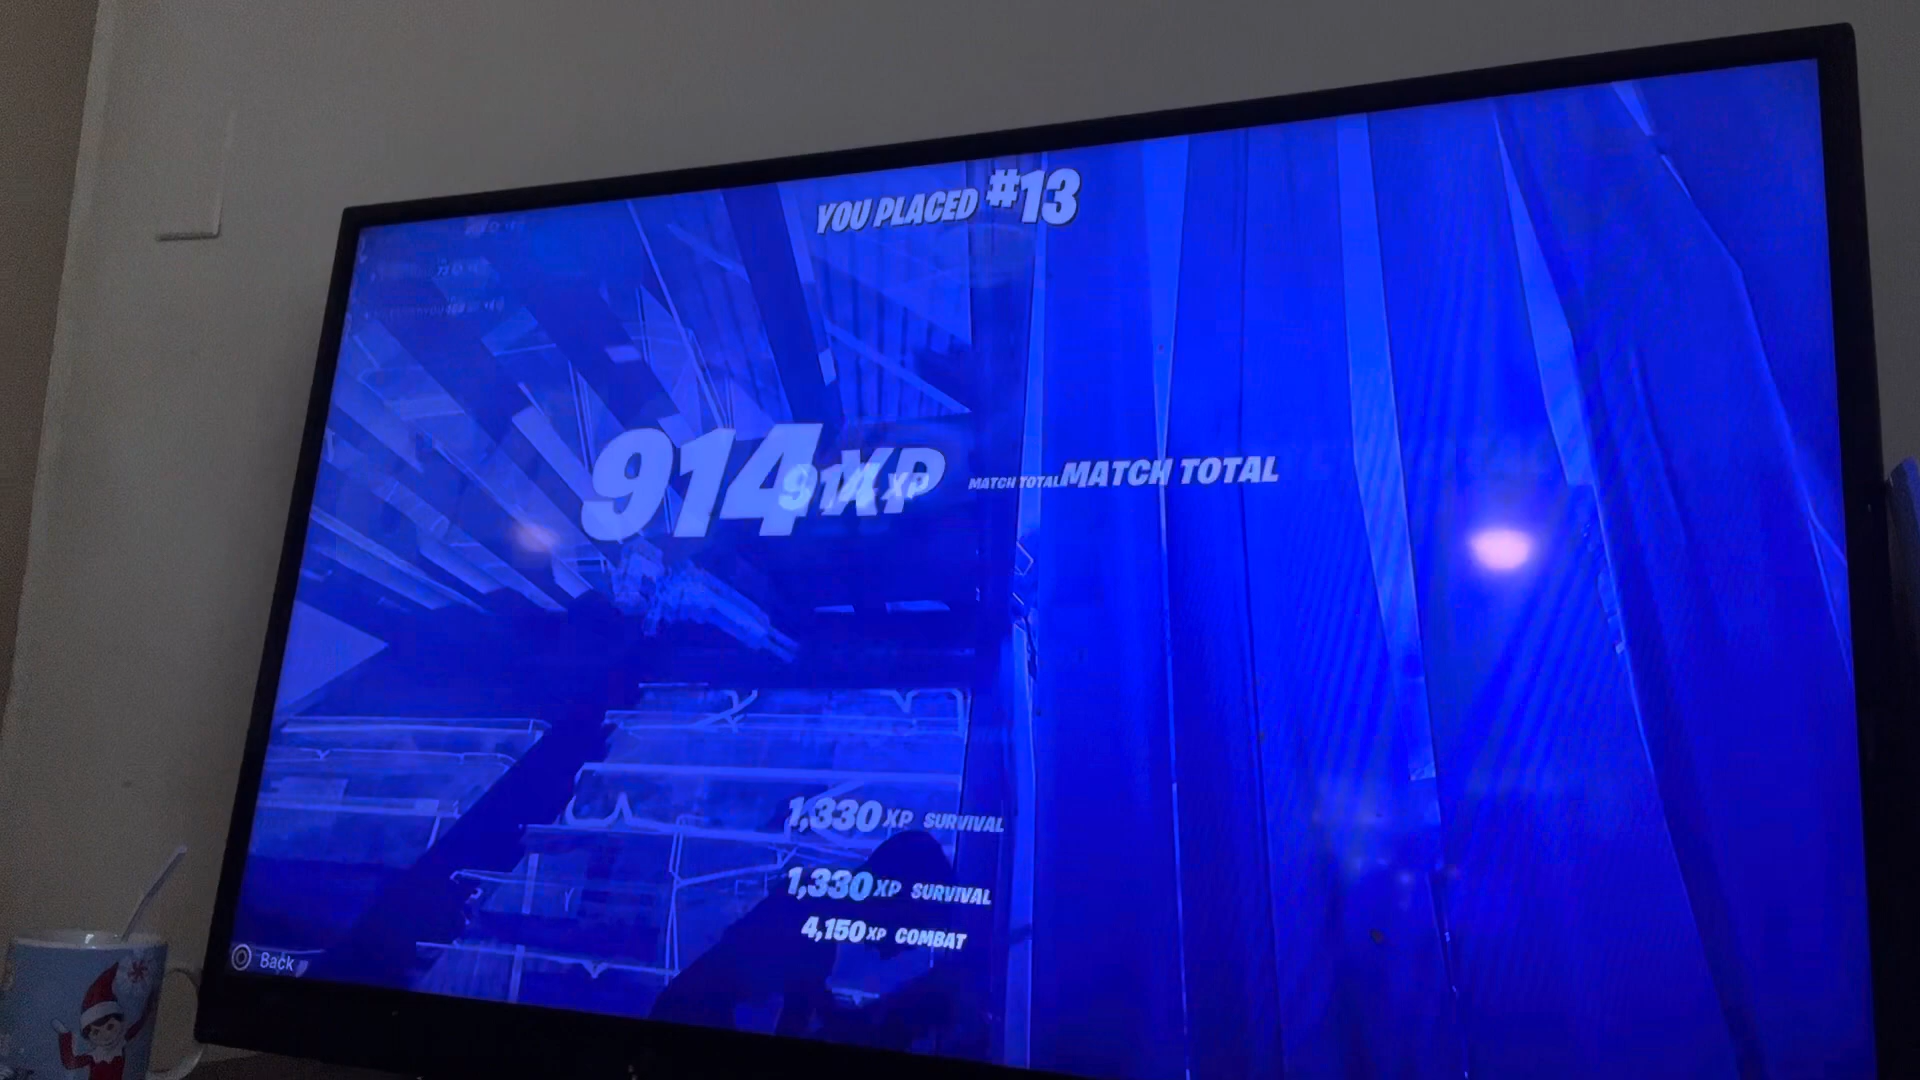 YOU PLACED #13
914 XP MATCH TOTAL
914 XP MATCH TOTAL
1,330 XP SURVIVAL
1,330 XP SURVIVAL
4,150 XP COMBAT
Back